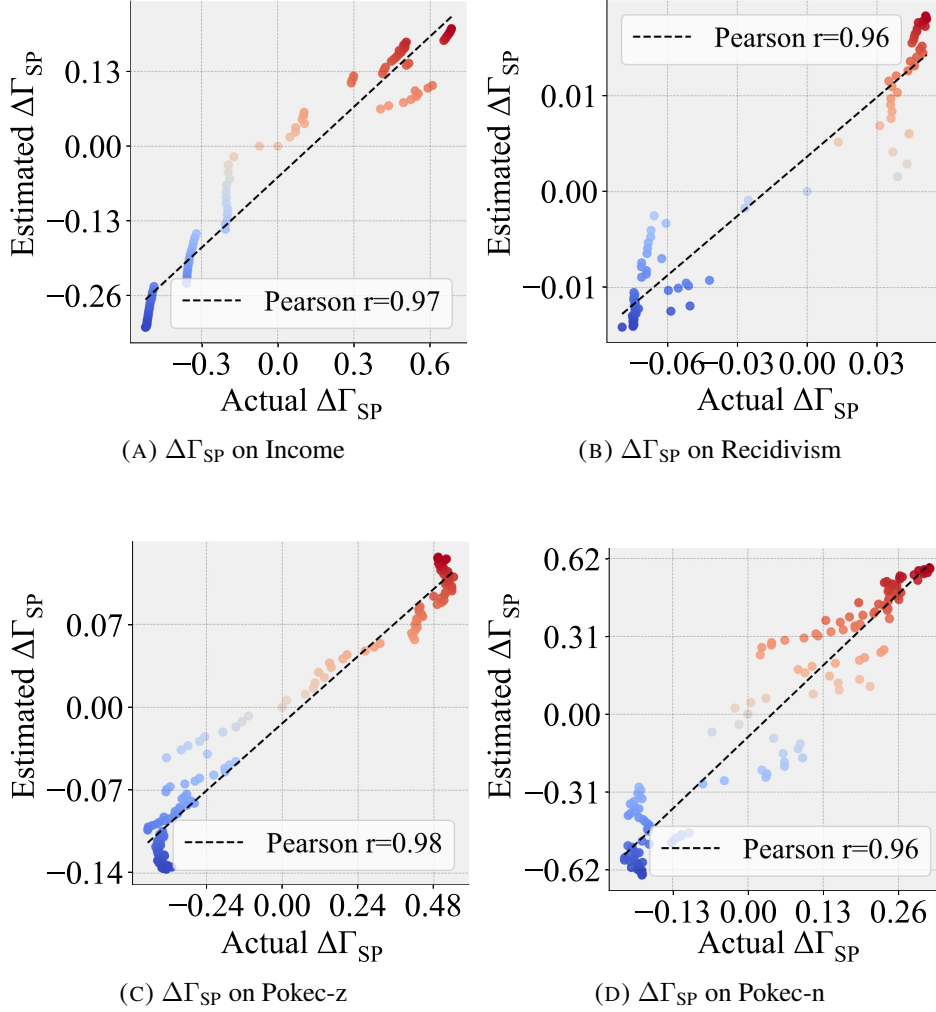 Estimated ΔΓSP
0.13
0.00
−0.13
−0.26
Pearson r=0.97
−0.3 0.0 0.3 0.6
Actual ΔΓSP
(A) ΔΓSP on Income
Estimated ΔΓSP
0.01
0.00
−0.01
Pearson r=0.96
−0.06 −0.03 0.00 0.03
Actual ΔΓSP
(B) ΔΓSP on Recidivism
Estimated ΔΓSP
0.07
0.00
−0.07
−0.14
Pearson r=0.98
−0.24 0.00 0.24 0.48
Actual ΔΓSP
(C) ΔΓSP on Pokec-z
Estimated ΔΓSP
0.62
0.31
0.00
−0.31
−0.62
Pearson r=0.96
−0.13 0.00 0.13 0.26
Actual ΔΓSP
(D) ΔΓSP on Pokec-n